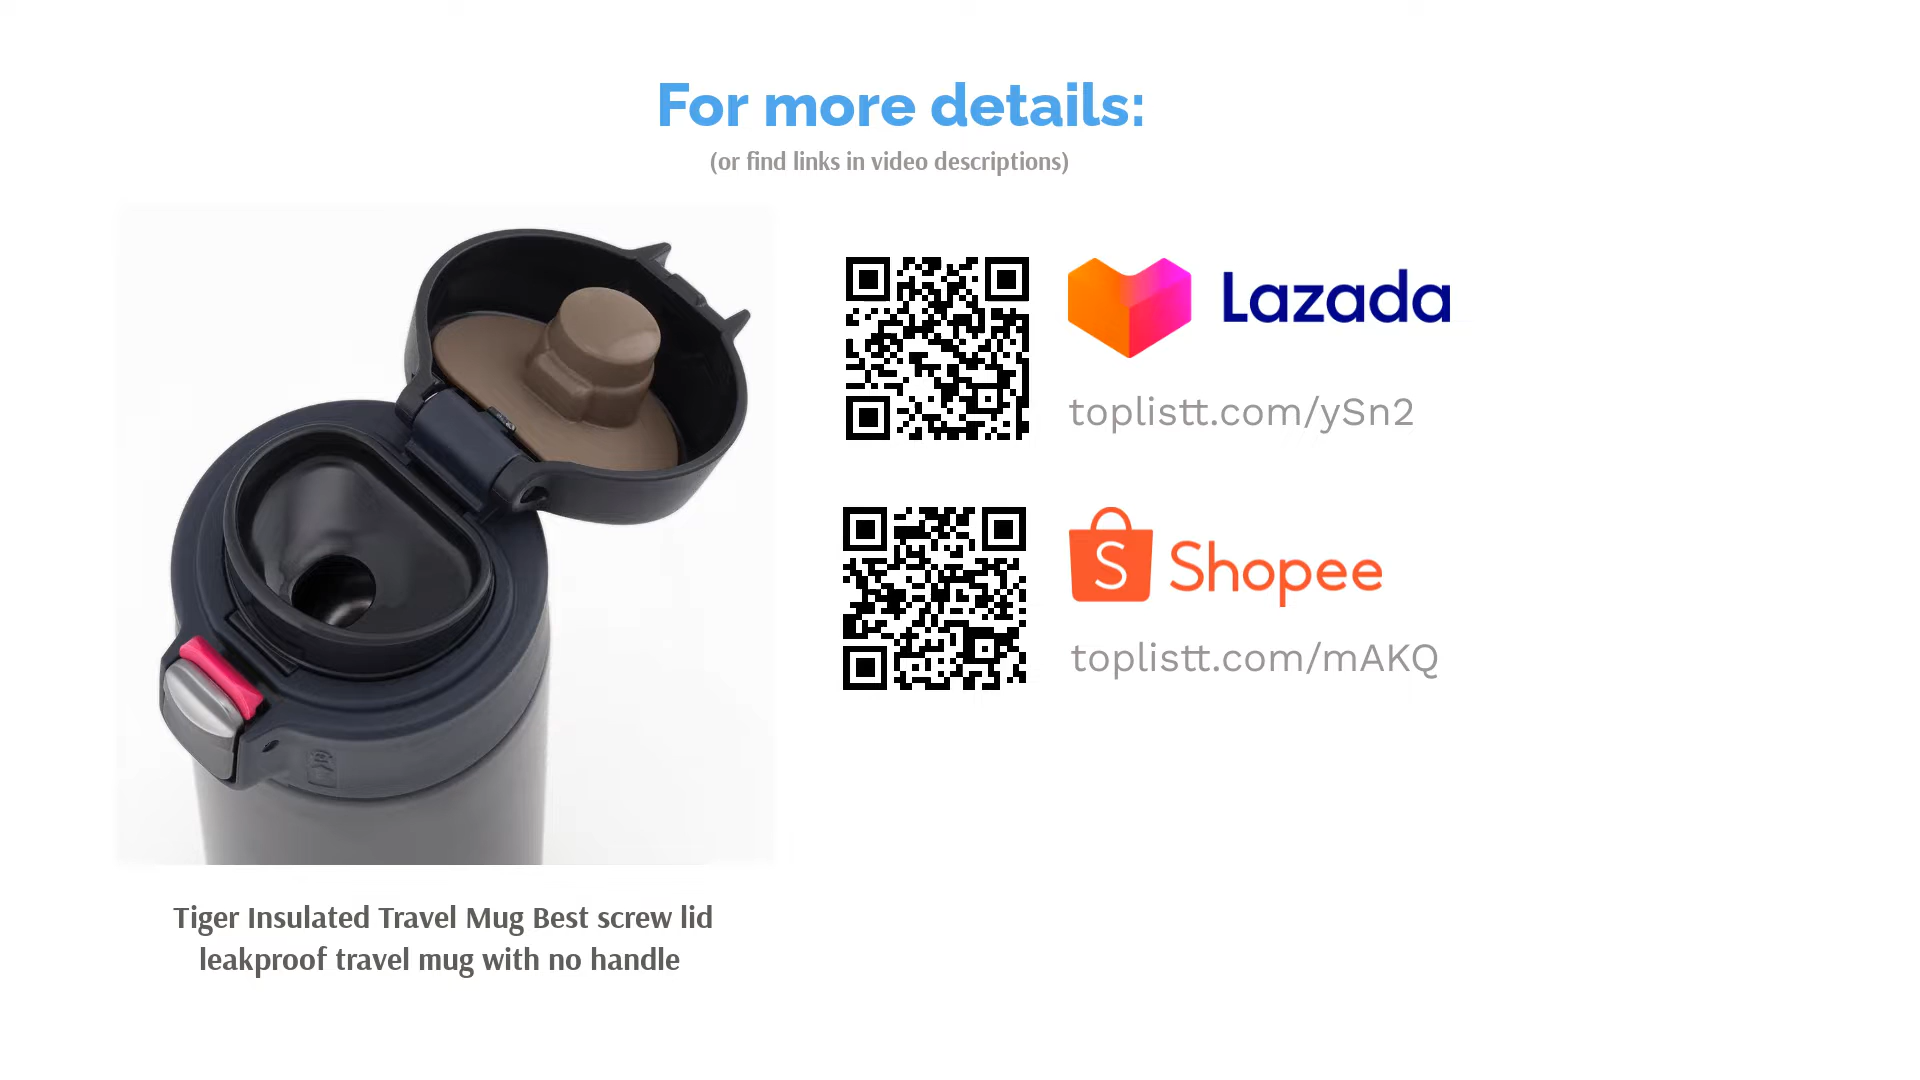 For more details:
(or find links in video descriptions)
Lazada
toplistt.com/ySn2
S Shopee
toplistt.com/mAKQ
Tiger Insulated Travel Mug Best screw lid
leakproof travel mug with no handle